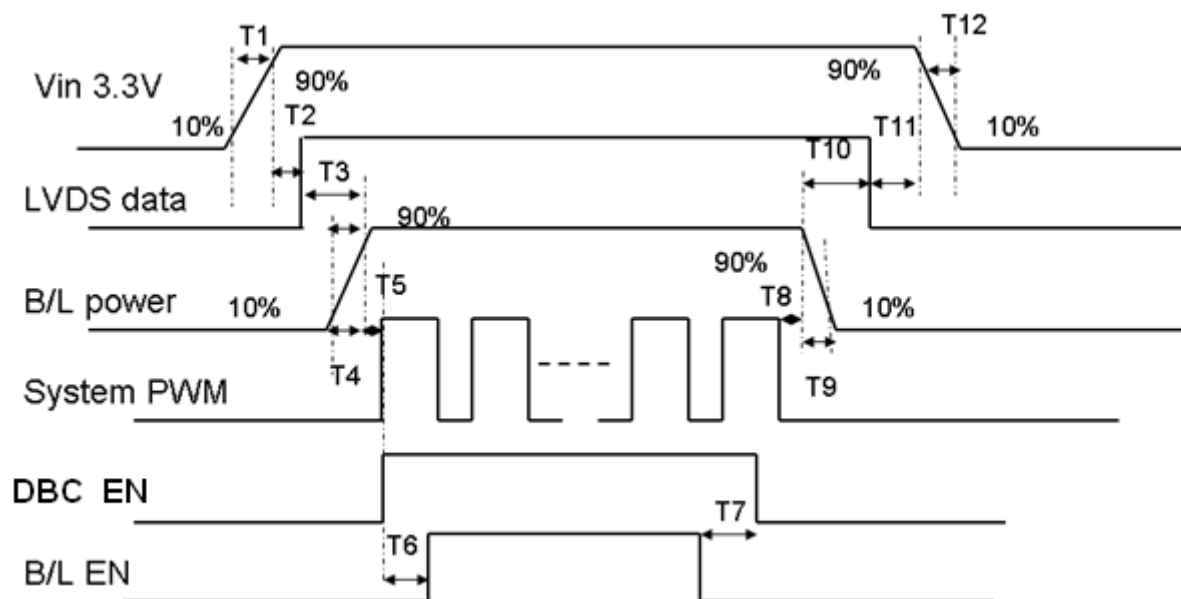 T1
T12
Vin 3.3V
90%
90%
10%
T2
T11
10%
T10
T3
LVDS data
90%
90%
B/L power
10%
T5
T8
10%
T4
T9
System PWM
DBC EN
T7
T6
B/L EN